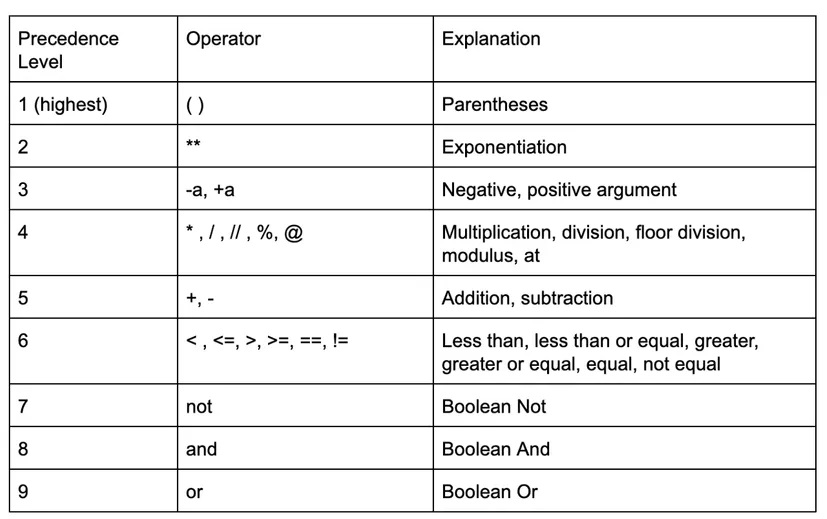 Precedence Level Operator Explanation
1 (highest) ( ) Parentheses
2 ** Exponentiation
3 -a, +a Negative, positive argument
4 * , / , // , %, @ Multiplication, division, floor division, modulus, at
5 +, - Addition, subtraction
6 < , <=, >, >=, ==, != Less than, less than or equal, greater, greater or equal, equal, not equal
7 not Boolean Not
8 and Boolean And
9 or Boolean Or